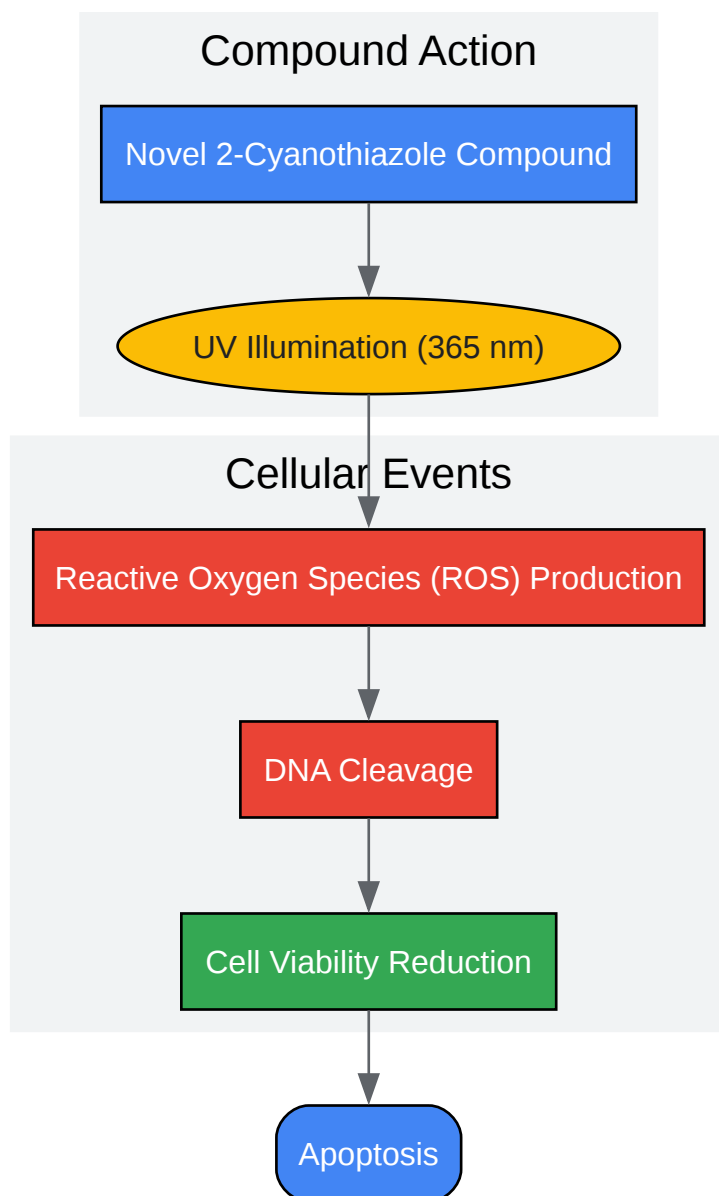 Compound Action
Novel 2-Cyanothiazole Compound
UV Illumination (365 nm)
Cellular Events
Reactive Oxygen Species (ROS) Production
DNA Cleavage
Cell Viability Reduction
Apoptosis